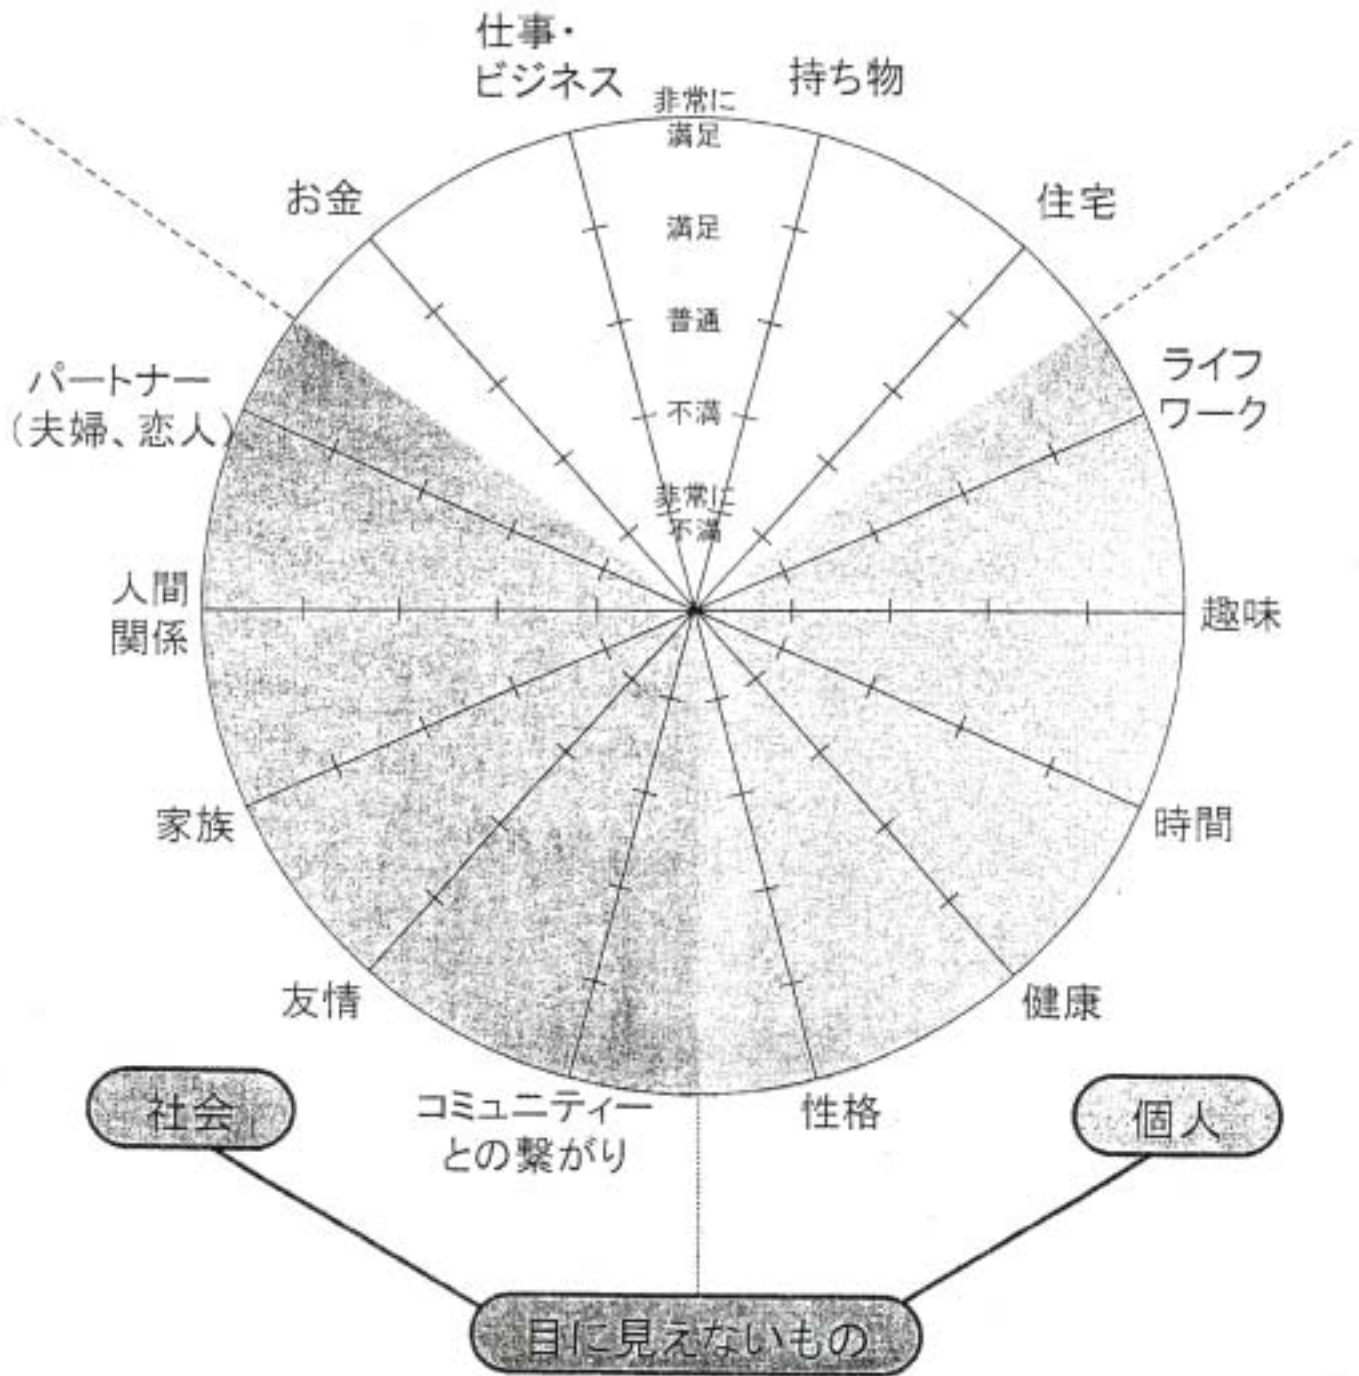 仕事・
ビジネス
持ち物
非常に
満足
お金
住宅
満足
普通
ライフ
ワーク
パートナー
(夫婦、恋人)
不満
非常に
不満
人間
関係
趣味
家族
時間
友情
健康
コミュニティー
との繋がり
性格
社会
個人
目に見えないもの